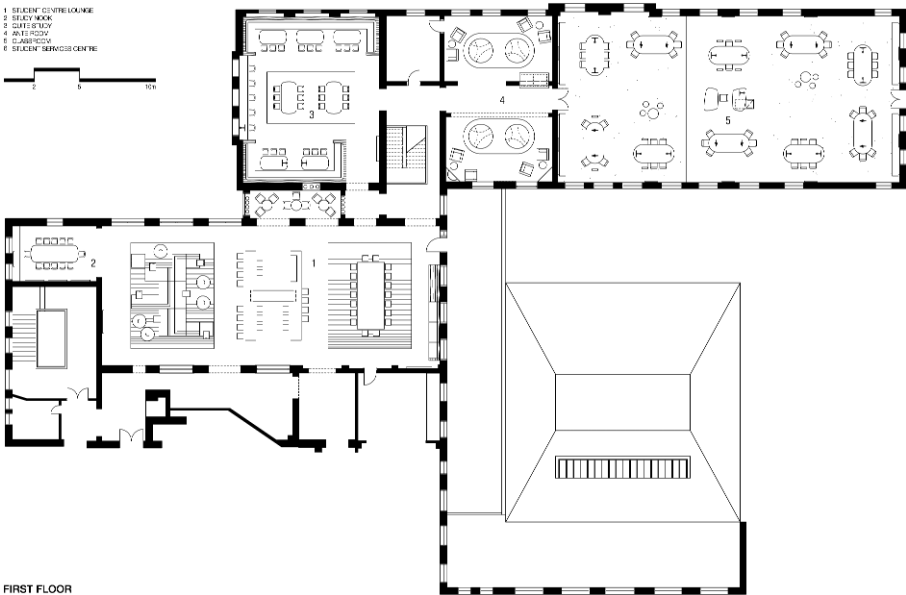 1 STUDENT CENTRE LOUNGE
2 STUDY NOOK
3 QUITE STUDY
4 ANTE ROOM
5 CLASSROOM
6 STUDENT SERVICES CENTRE
2 5 10m
4
3
5
1
2
FIRST FLOOR